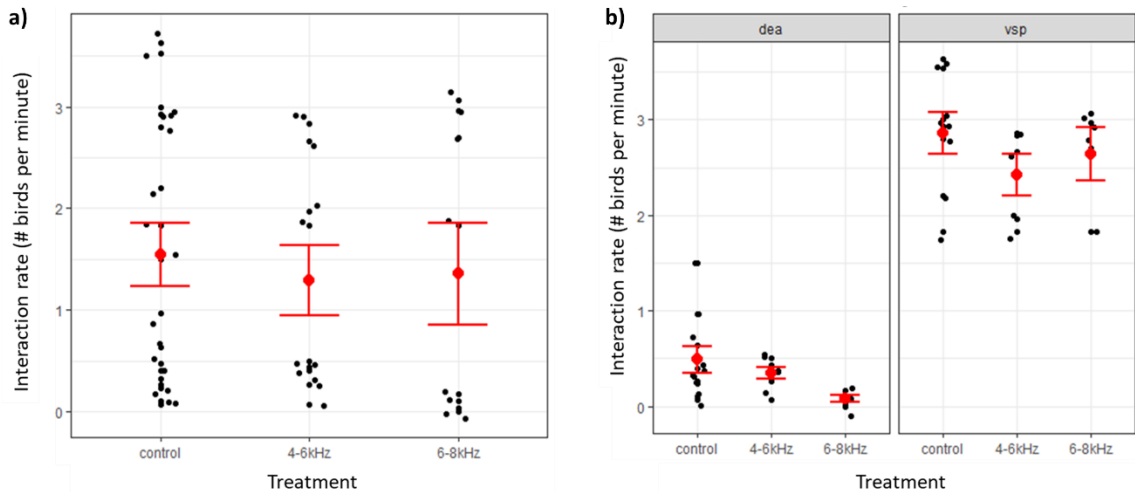 a)
Interaction rate (# birds per minute)
3
2
1
0
control
4-6kHz
6-8kHz
Treatment
b)
dea
vsp
Interaction rate (# birds per minute)
3
2
1
0
control
4-6kHz
6-8kHz
control
4-6kHz
6-8kHz
Treatment